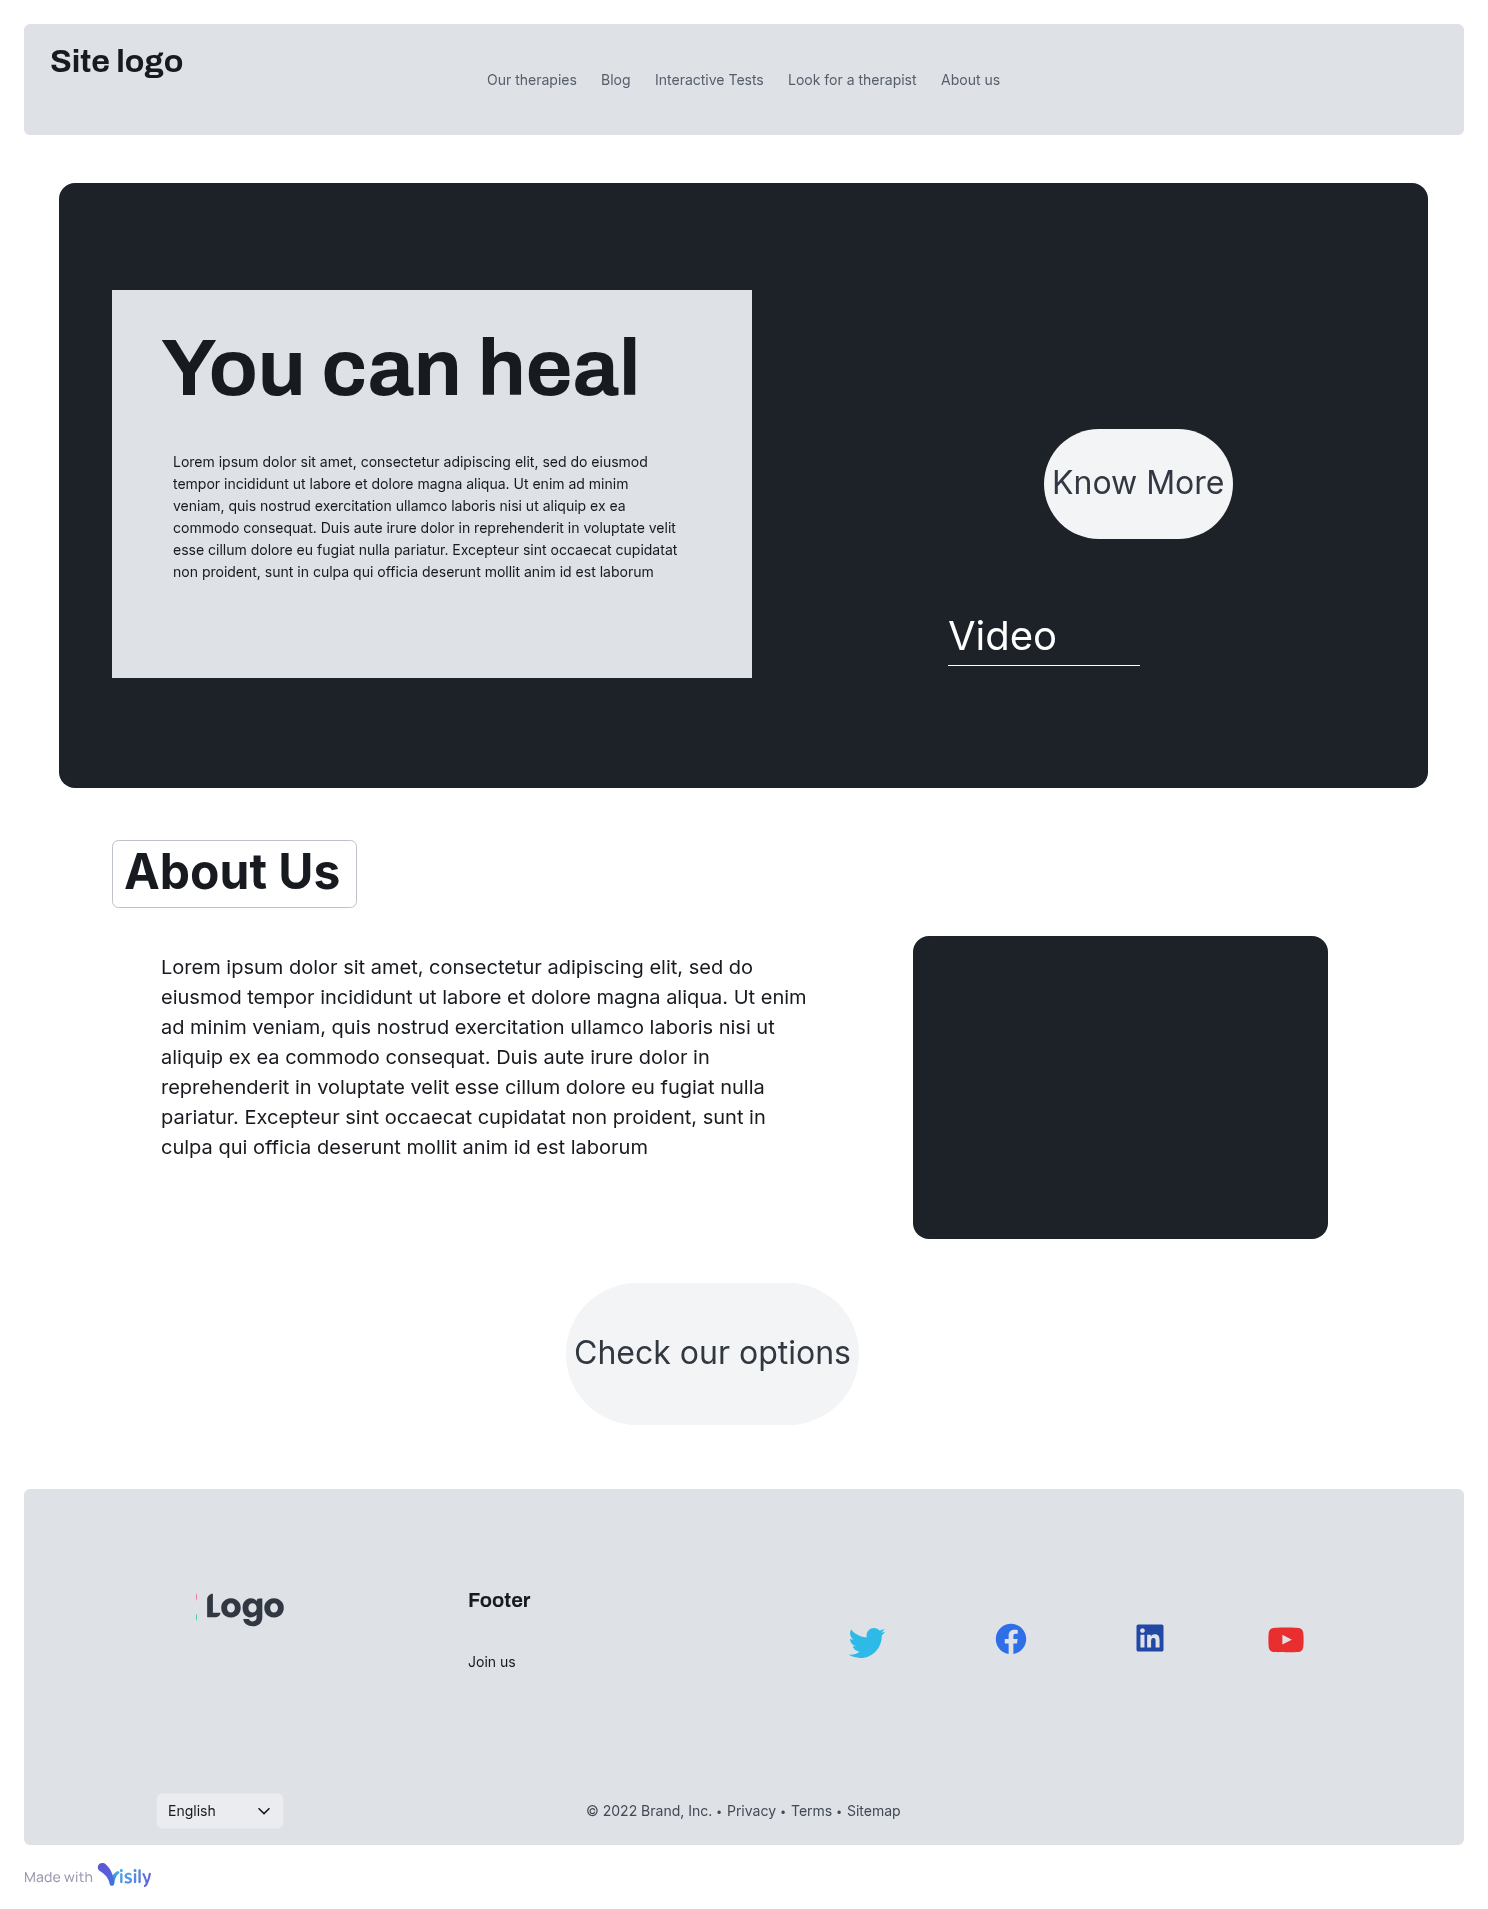 Site logo
Our therapies Blog Interactive Tests Look for a therapist About us
You can heal
Lorem ipsum dolor sit amet, consectetur adipiscing elit, sed do eiusmod
tempor incididunt ut labore et dolore magna aliqua. Ut enim ad minim
veniam, quis nostrud exercitation ullamco laboris nisi ut aliquip ex ea
commodo consequat. Duis aute irure dolor in reprehenderit in voluptate velit
esse cillum dolore eu fugiat nulla pariatur. Excepteur sint occaecat cupidatat
non proident, sunt in culpa qui officia deserunt mollit anim id est laborum
Know More
Video
About Us
Lorem ipsum dolor sit amet, consectetur adipiscing elit, sed do
eiusmod tempor incididunt ut labore et dolore magna aliqua. Ut enim
ad minim veniam, quis nostrud exercitation ullamco laboris nisi ut
aliquip ex ea commodo consequat. Duis aute irure dolor in
reprehenderit in voluptate velit esse cillum dolore eu fugiat nulla
pariatur. Excepteur sint occaecat cupidatat non proident, sunt in
culpa qui officia deserunt mollit anim id est laborum
Check our options
Logo
Footer
Join us
in
English
© 2022 Brand, Inc. • Privacy • Terms • Sitemap
Made with Visily